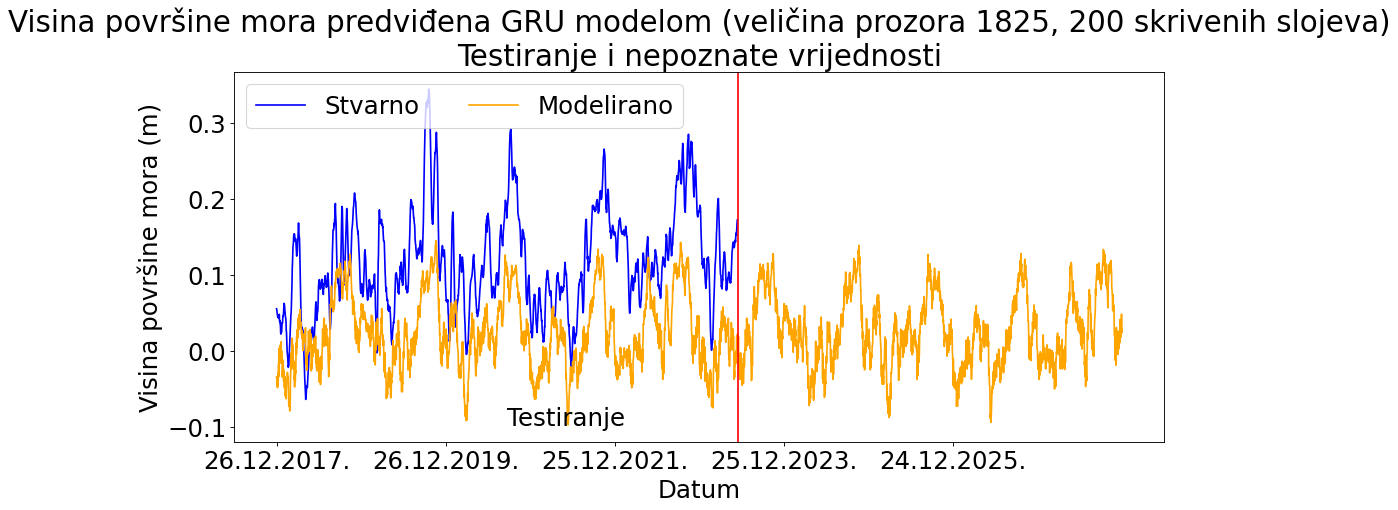 Visina površine mora predviđena GRU modelom (veličina prozora 1825, 200 skrivenih slojeva)
Testiranje i nepoznate vrijednosti
Stvarno Modelirano
Visina površine mora (m)
0.3
0.2
0.1
0.0
−0.1
Testiranje
26.12.2017. 26.12.2019. 25.12.2021. 25.12.2023. 24.12.2025.
Datum